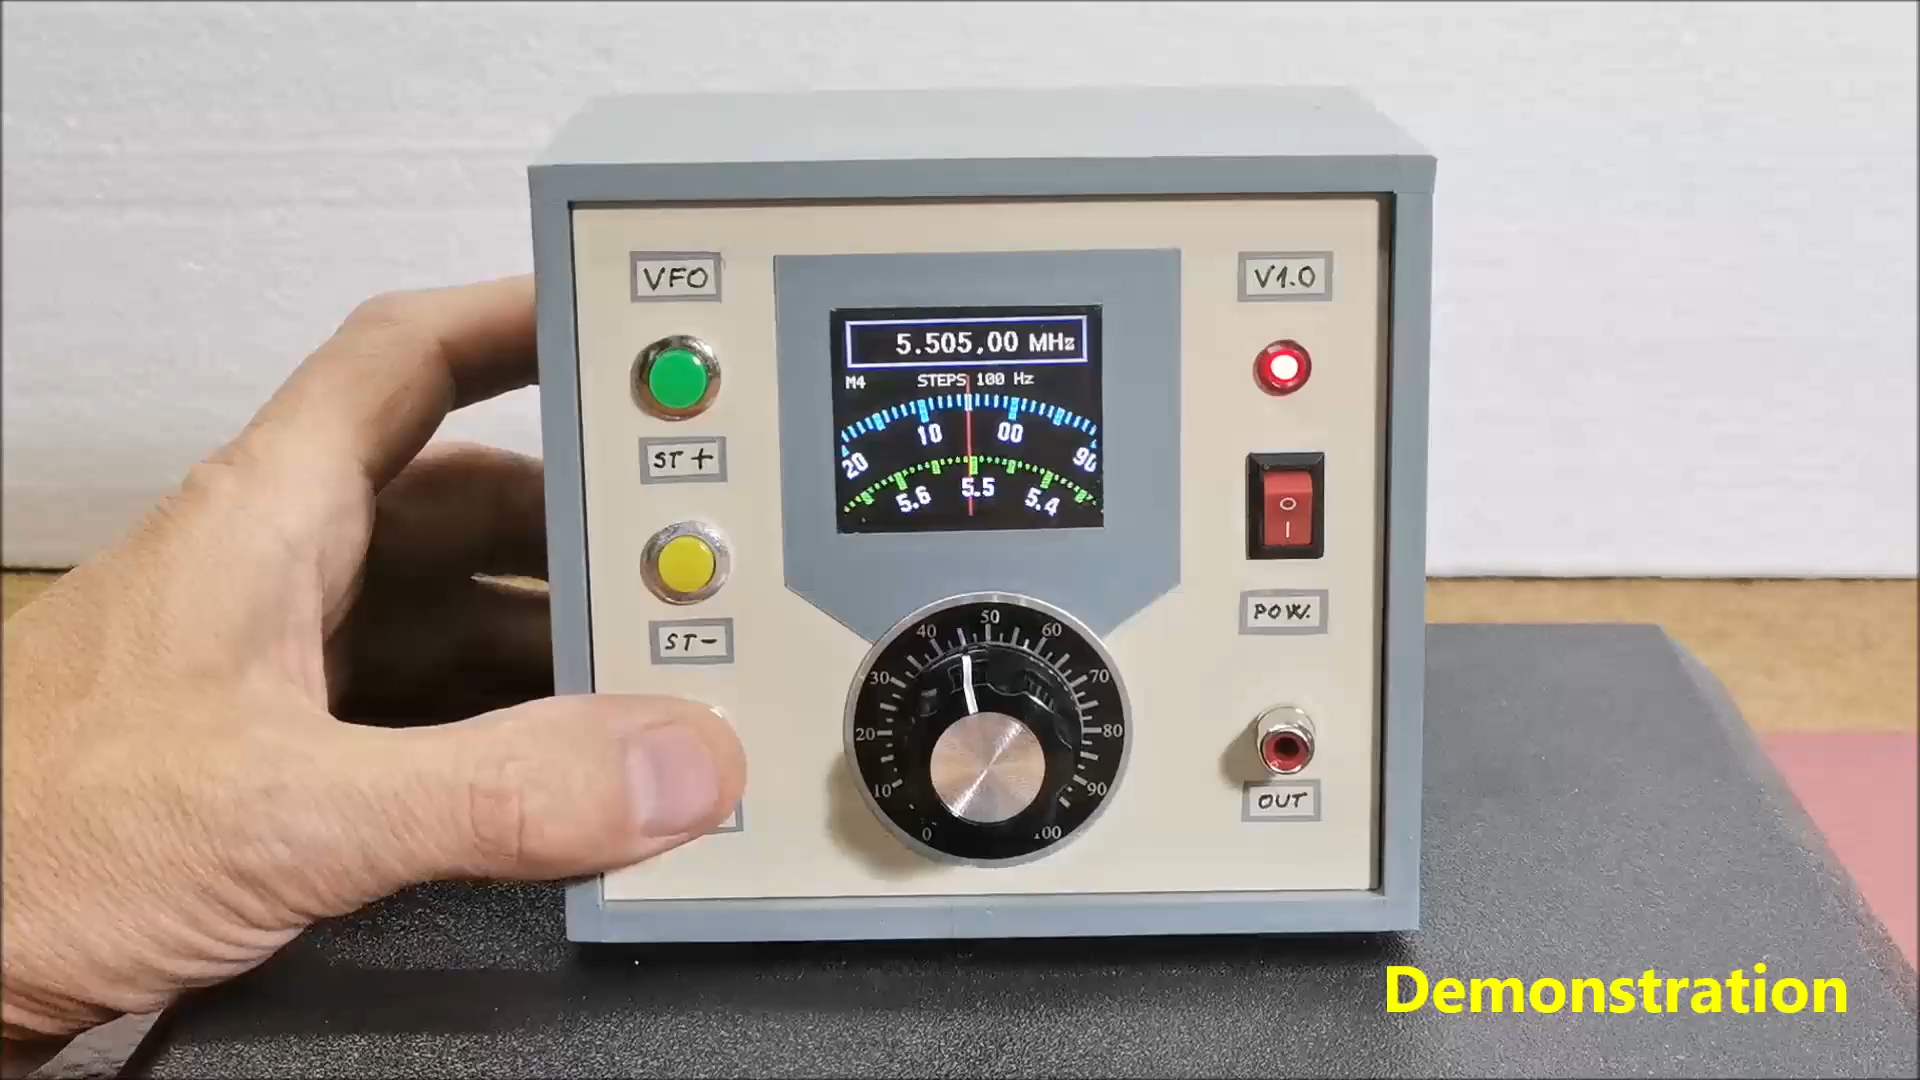 VFO
V1.0
5.505,00 MHz
M4
STEPS 100 Hz
20 10 00 90
5.6 5.5 5.4
ST+
ST-
POW.
OUT
0 10 20 30 40 50 60 70 80 90 100
O
I
Demonstration